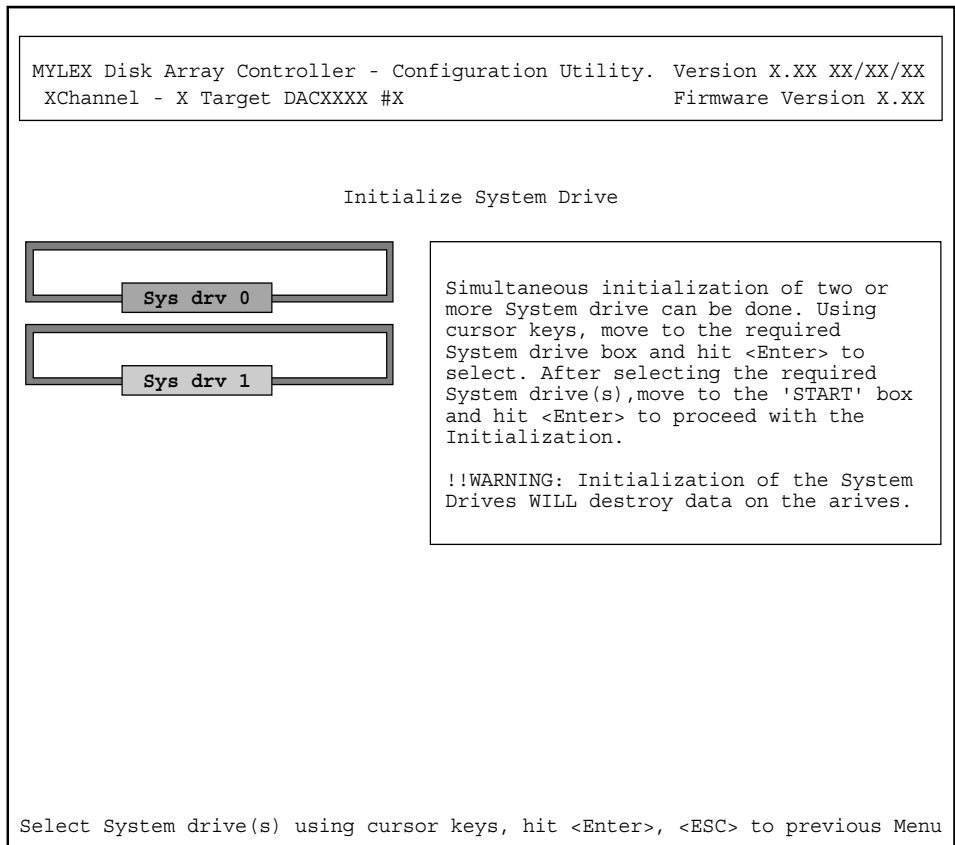 MYLEX Disk Array Controller - Configuration Utility. Version X.XX XX/XX/XX
XChannel - X Target DACXXXX #X Firmware Version X.XX
Initialize System Drive
Sys drv 0
Sys drv 1
Simultaneous initialization of two or
more System drive can be done. Using
cursor keys, move to the required
System drive box and hit <Enter> to
select. After selecting the required
System drive(s),move to the 'START' box
and hit <Enter> to proceed with the
Initialization.
!!WARNING: Initialization of the System
Drives WILL destroy data on the arives.
Select System drive(s) using cursor keys, hit <Enter>, <ESC> to previous Menu